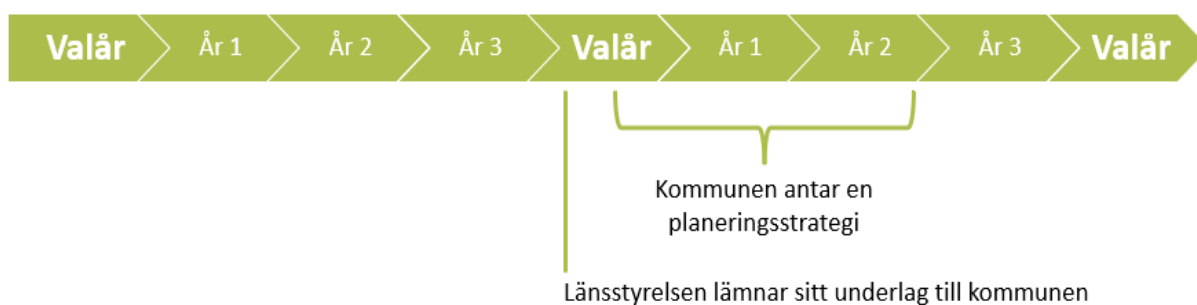 Valår År 1 År 2 År 3 Valår År 1 År 2 År 3 Valår
Kommunen antar en
planeringsstrategi
Länsstyrelsen lämnar sitt underlag till kommunen